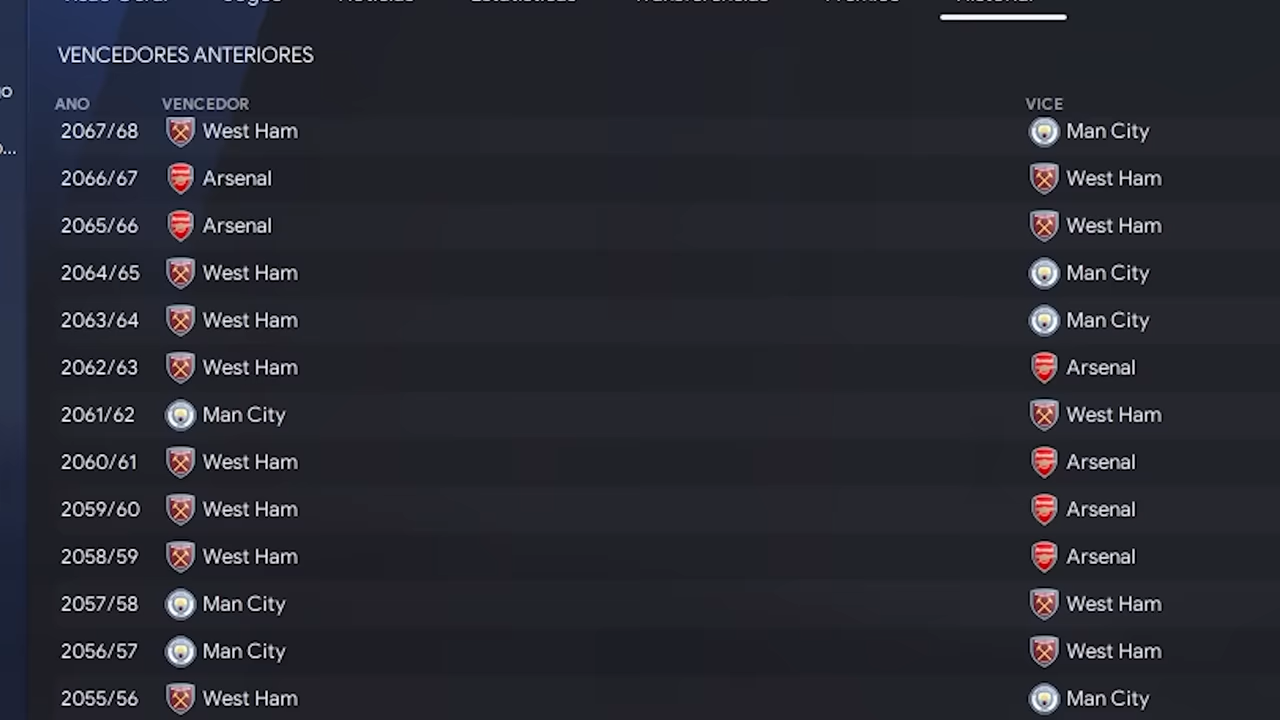 VENCEDORES ANTERIORES
ANO VENCEDOR VICE
2067/68 West Ham Man City
2066/67 Arsenal West Ham
2065/66 Arsenal West Ham
2064/65 West Ham Man City
2063/64 West Ham Man City
2062/63 West Ham Arsenal
2061/62 Man City West Ham
2060/61 West Ham Arsenal
2059/60 West Ham Arsenal
2058/59 West Ham Arsenal
2057/58 Man City West Ham
2056/57 Man City West Ham
2055/56 West Ham Man City